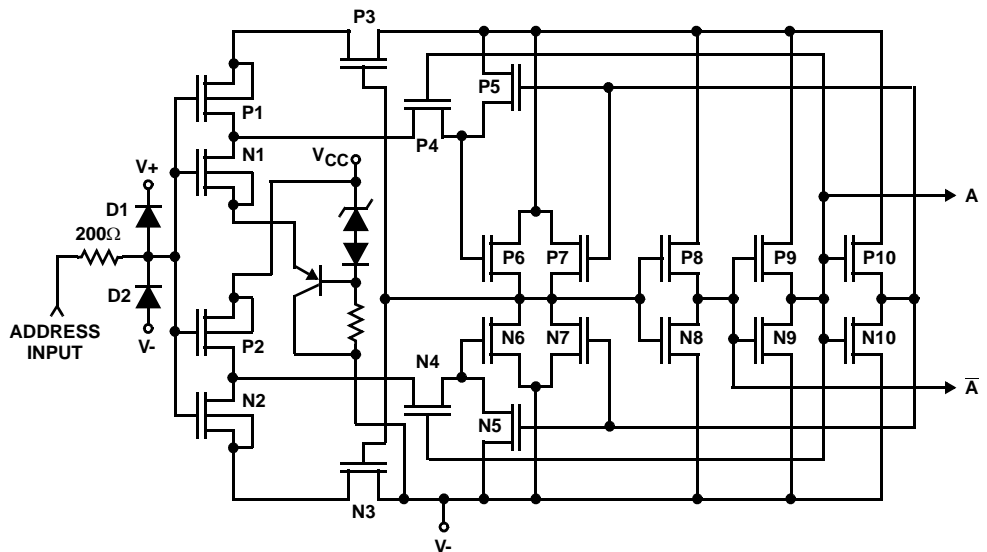 P3
P5
P1
P4
N1
V+
VCC
D1
A
200Ω
P6
P7
P8
P9
P10
D2
ADDRESS
INPUT
V-
P2
N4
N6
N7
N8
N9
N10
A̅
N2
N5
N3
V-